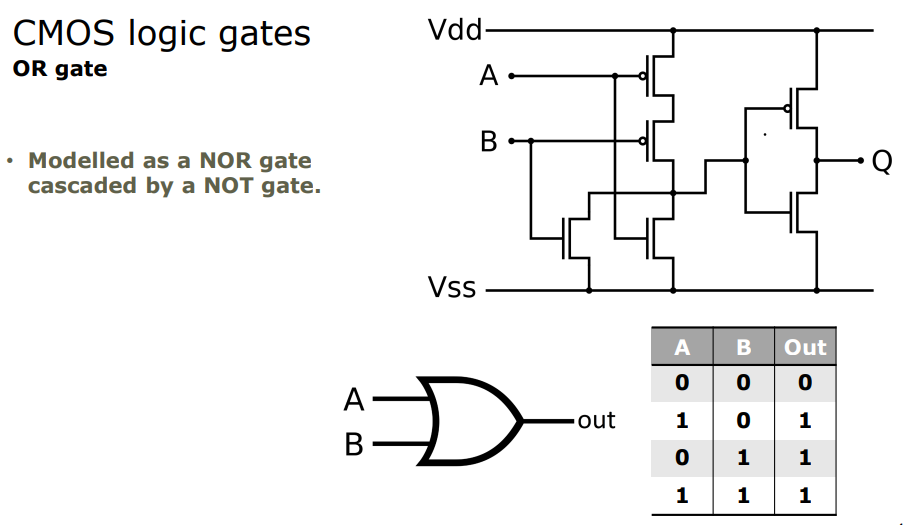 CMOS logic gates
OR gate
• Modelled as a NOR gate
cascaded by a NOT gate.
Vdd
A
B
Q
Vss
A
B
out
A B Out
0 0 0
1 0 1
0 1 1
1 1 1